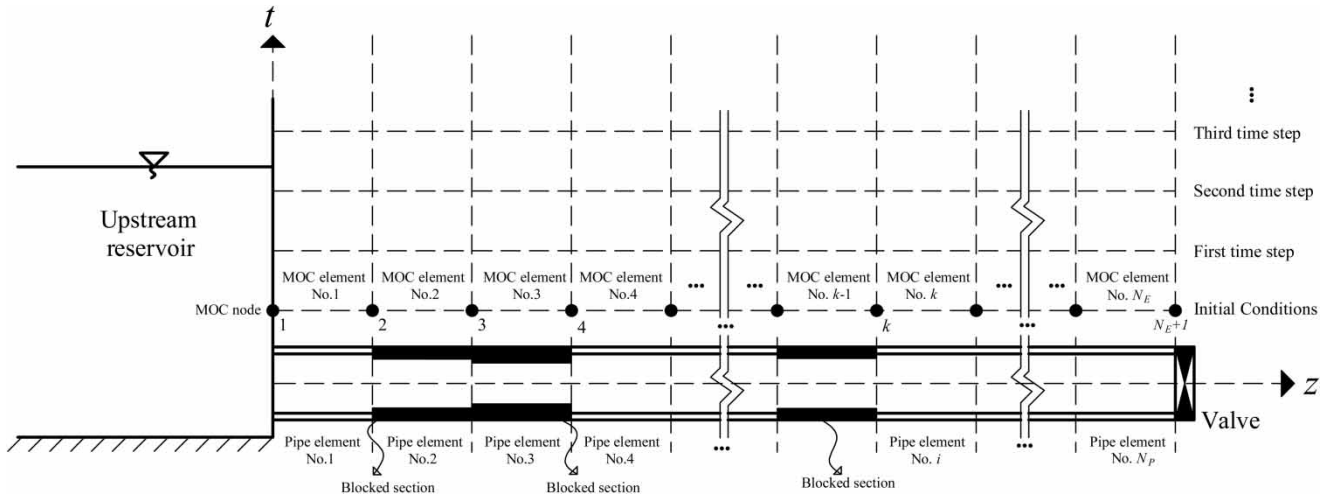 t
⋮
Third time step
Second time step
Upstream
reservoir
First time step
MOC element
No.1
MOC element
No.2
MOC element
No.3
MOC element
No.4
...
...
MOC element
No. k-1
MOC element
No. k
...
...
MOC element
No. N_E
MOC node
Initial Conditions
1
2
3
4
...
k
...
N_E+1
z
Valve
Pipe element
No.1
Pipe element
No.2
Pipe element
No.3
Pipe element
No.4
...
Pipe element
No. i
...
Pipe element
No. N_P
Blocked section
Blocked section
Blocked section